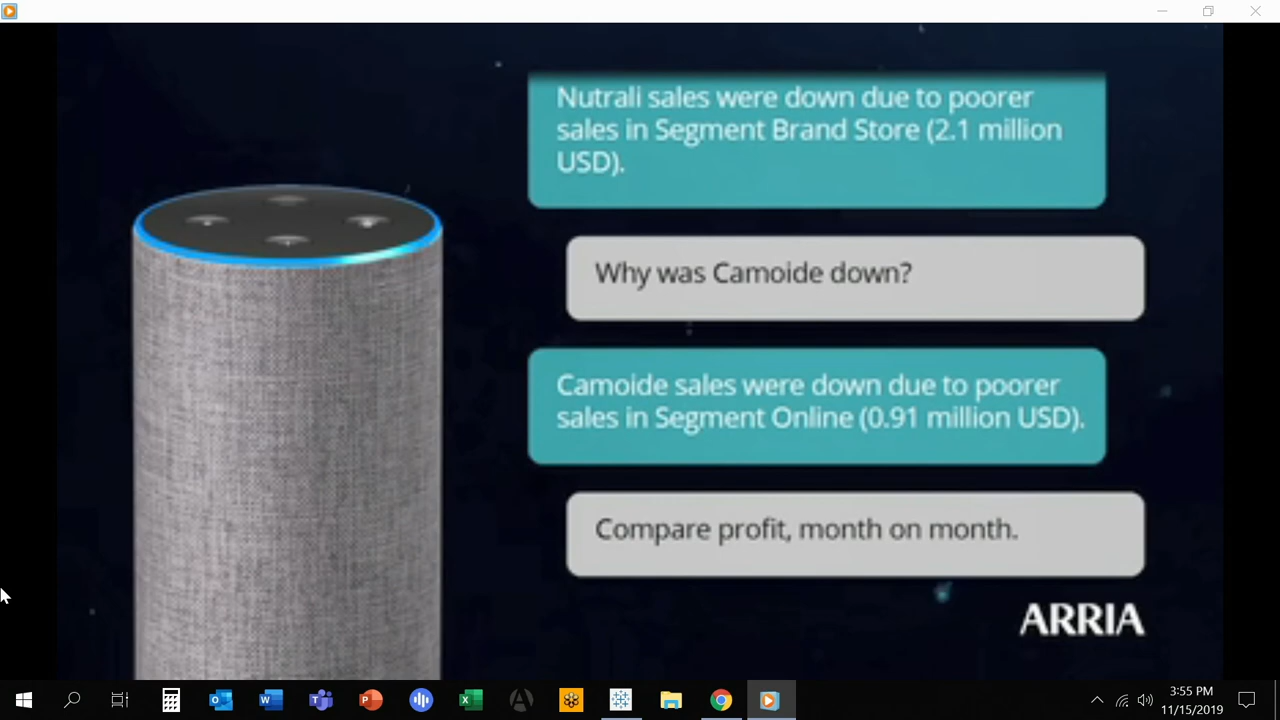 Nutrali sales were down due to poorer
sales in Segment Brand Store (2.1 million
USD).
Why was Camoide down?
Camoide sales were down due to poorer
sales in Segment Online (0.91 million USD).
Compare profit, month on month.
ARRIA
3:55 PM
11/15/2019